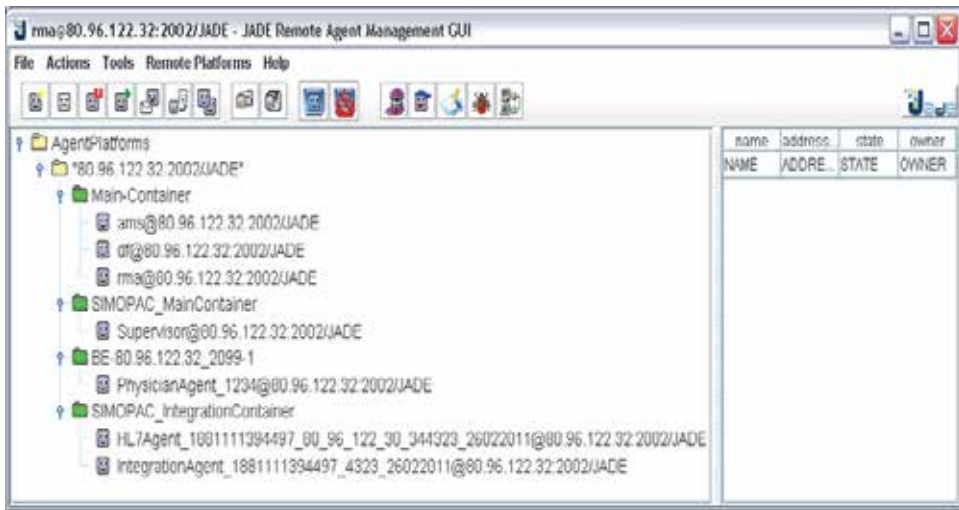 rma@80.96.122.32:2002/JADE - JADE Remote Agent Management GUI
File Actions Tools Remote Platforms Help
Jade
AgentPlatforms
"80.96.122.32:2002/JADE"
Main-Container
ams@80.96.122.32:2002/JADE
df@80.96.122.32:2002/JADE
rma@80.96.122.32:2002/JADE
SIMOPAC_MainContainer
Supervisor@80.96.122.32:2002/JADE
BE-80.96.122.32_2099-1
PhysicianAgent_1234@80.96.122.32:2002/JADE
SIMOPAC_IntegrationContainer
HL7Agent_1881111394497_80_96_122_30_344323_26022011@80.96.122.32:2002/JADE
IntegrationAgent_1881111394497_4323_26022011@80.96.122.32:2002/JADE
name address state owner
NAME ADDRE... STATE OWNER